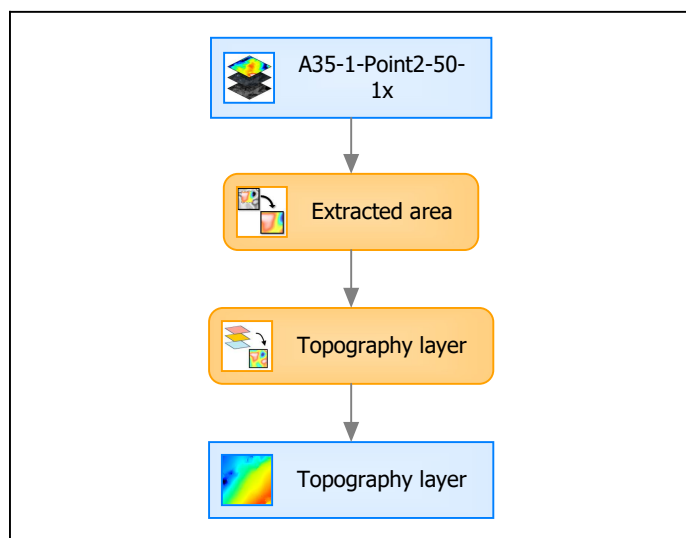 A35-1-Point2-50-
1x
Extracted area
Topography layer
Topography layer